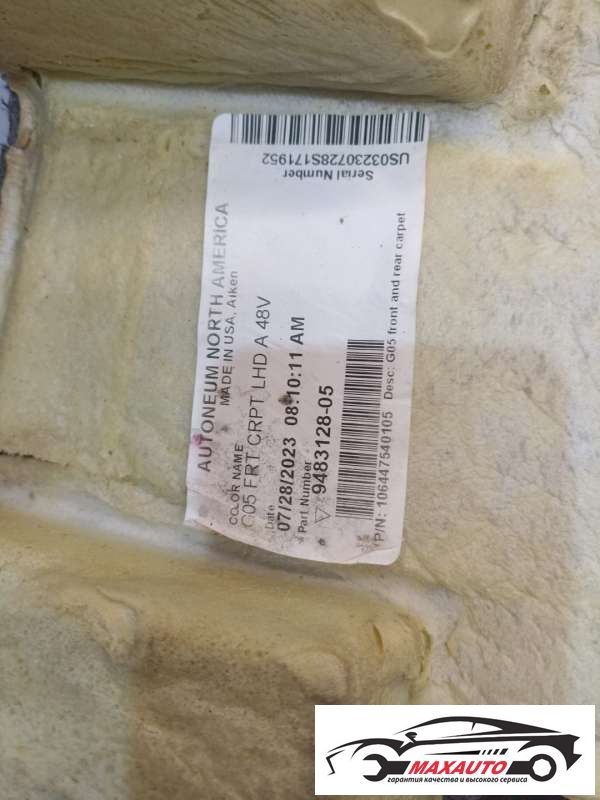 AUTONEUM NORTH AMERICA
MADE IN USA, Aiken
COLOR NAME
G05 FRT CRPT LHD A 48V
Date
07/28/2023 08:10:11 AM
Part Number
9483128-05
P/N: 106447540105 Desc: G05 front and rear carpet
Serial Number
US03230728S171952
MAXAUTO
гарантия качества и высокого сервиса